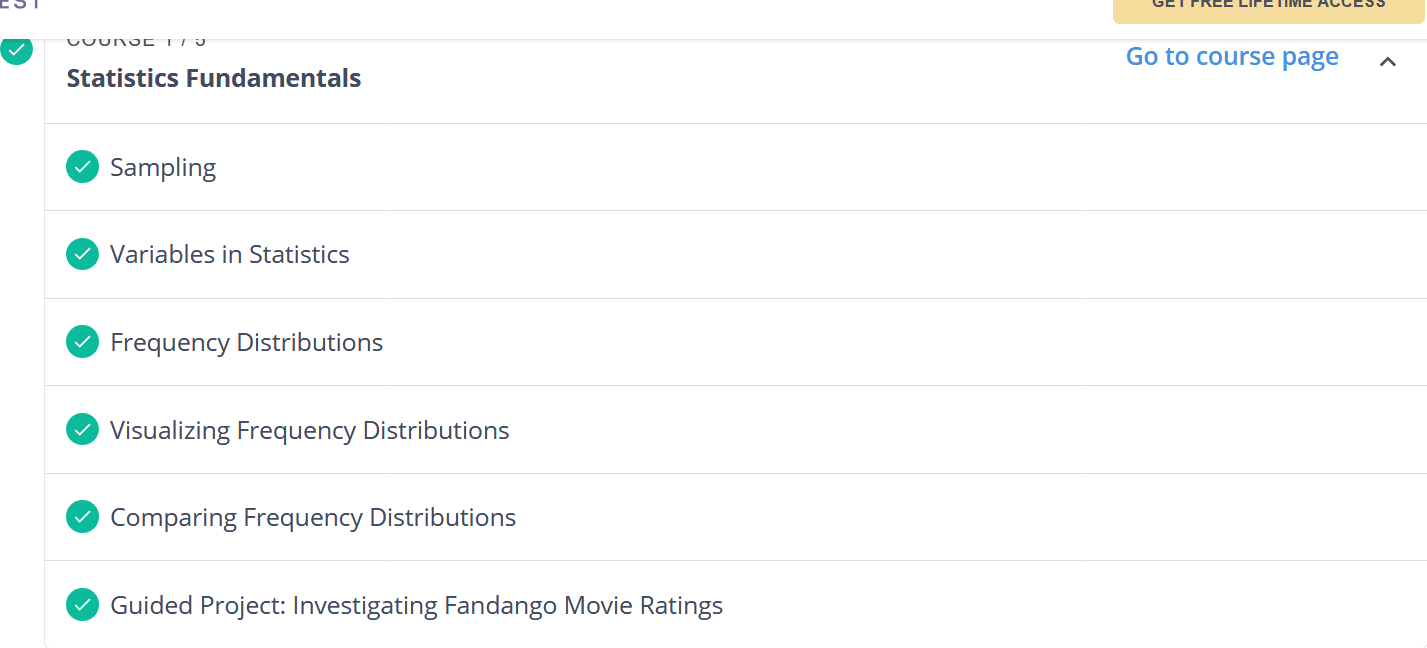 EST
GET FREE LIFETIME ACCESS
COURSE 1 / 5
Go to course page
Statistics Fundamentals
Sampling
Variables in Statistics
Frequency Distributions
Visualizing Frequency Distributions
Comparing Frequency Distributions
Guided Project: Investigating Fandango Movie Ratings